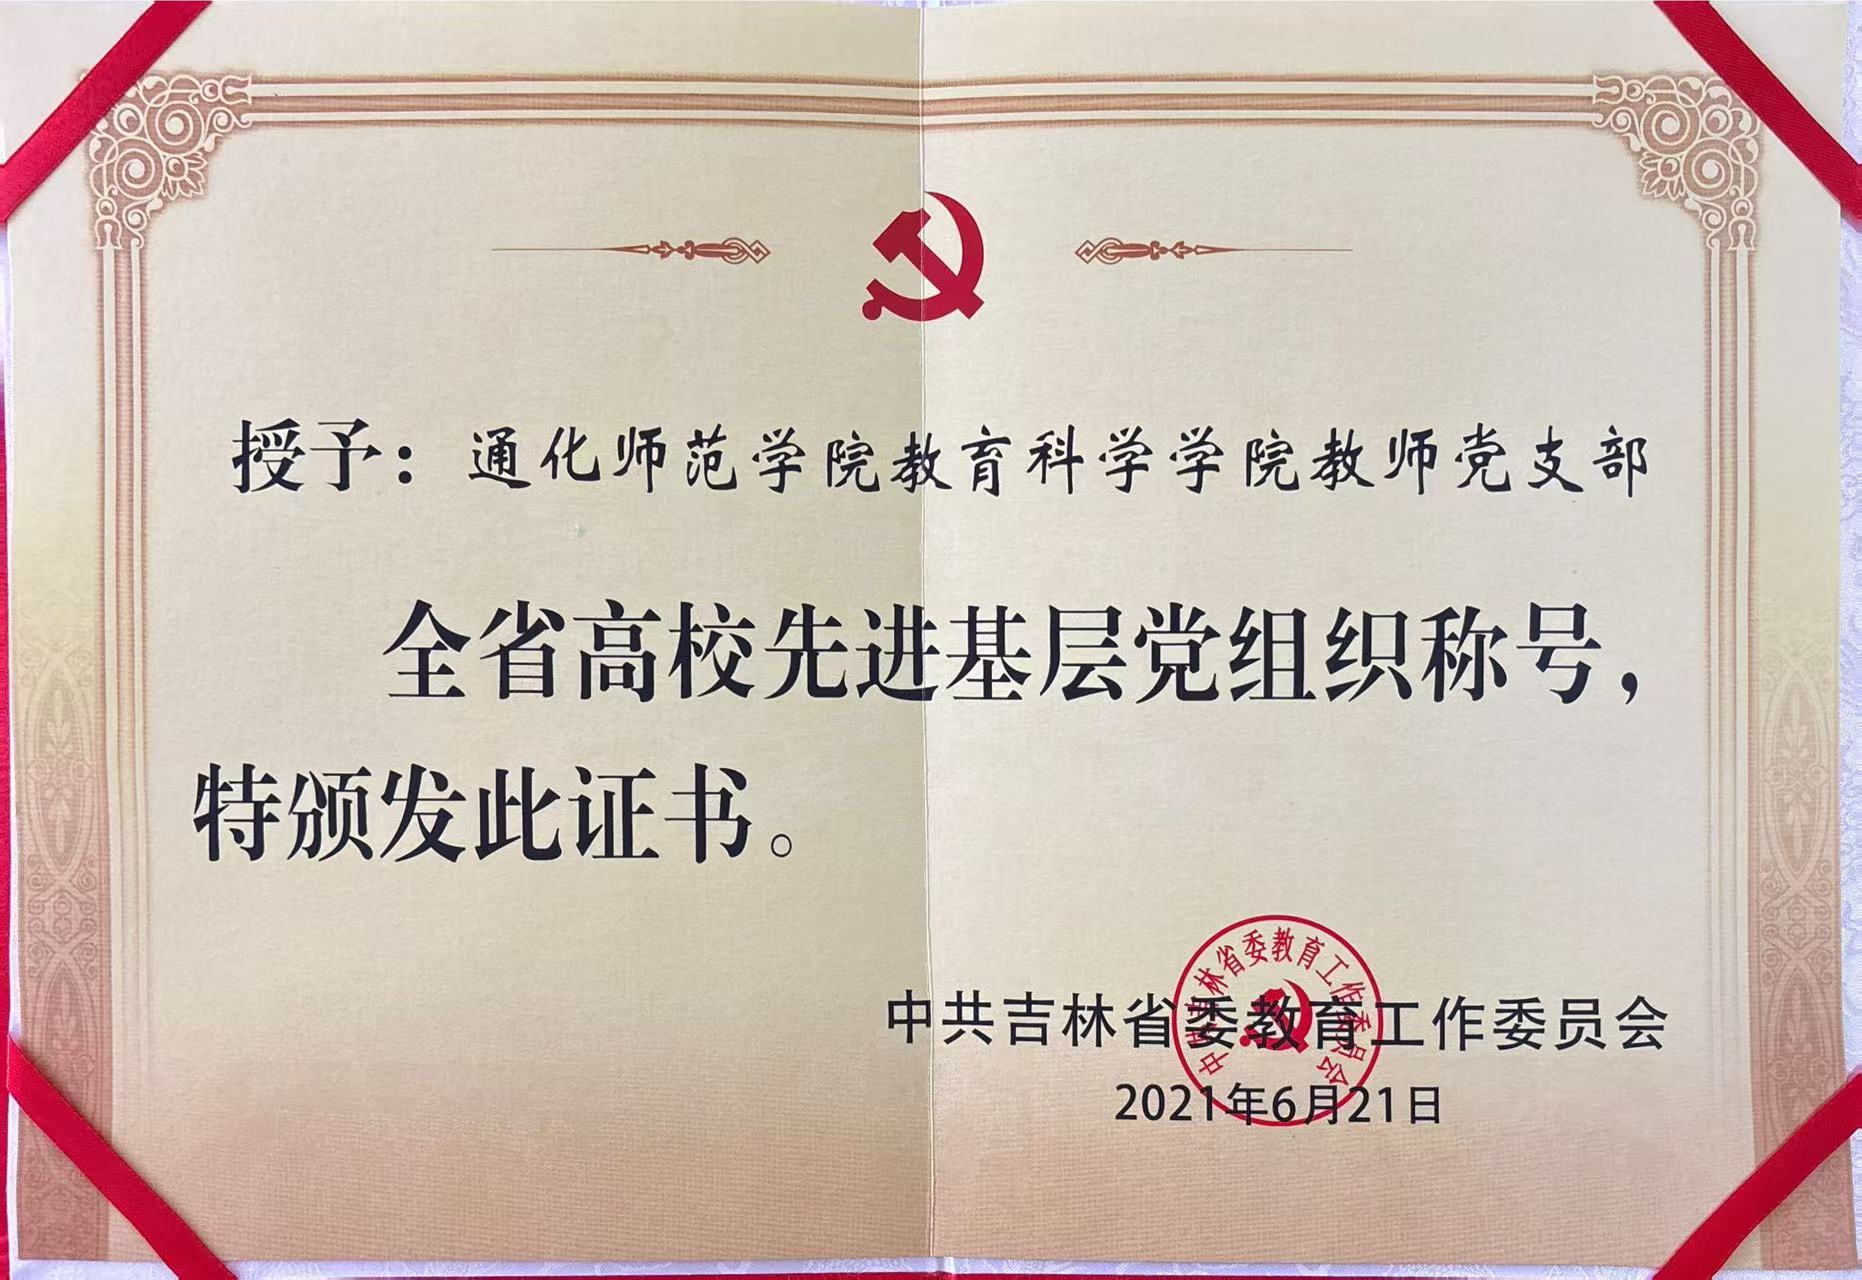 授予：通化师范学院教育科学学院教师党支部
全省高校先进基层党组织称号，
特颁发此证书。
中共吉林省委教育工作委员会
2021年6月21日
中共吉林省委教育工作委员会